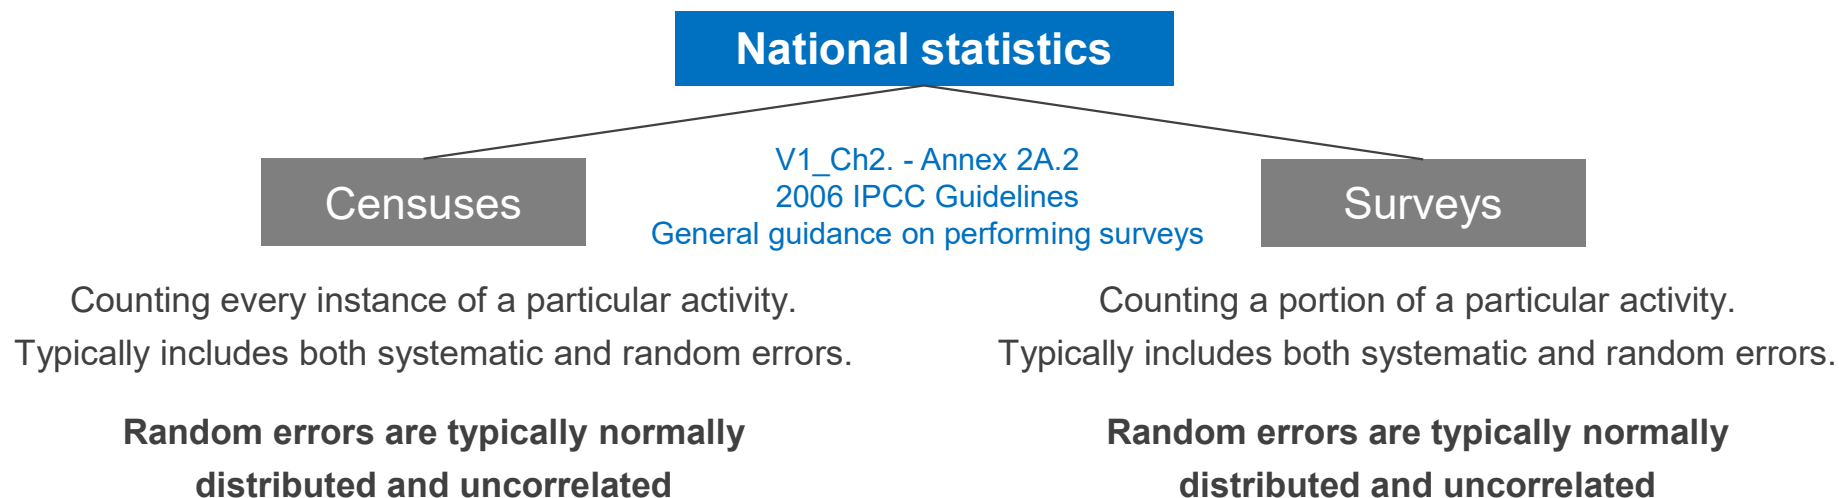 National statistics
V1_Ch2. - Annex 2A.2
2006 IPCC Guidelines
General guidance on performing surveys
Censuses
Counting every instance of a particular activity.
Typically includes both systematic and random errors.
Random errors are typically normally
distributed and uncorrelated
Surveys
Counting a portion of a particular activity.
Typically includes both systematic and random errors.
Random errors are typically normally
distributed and uncorrelated